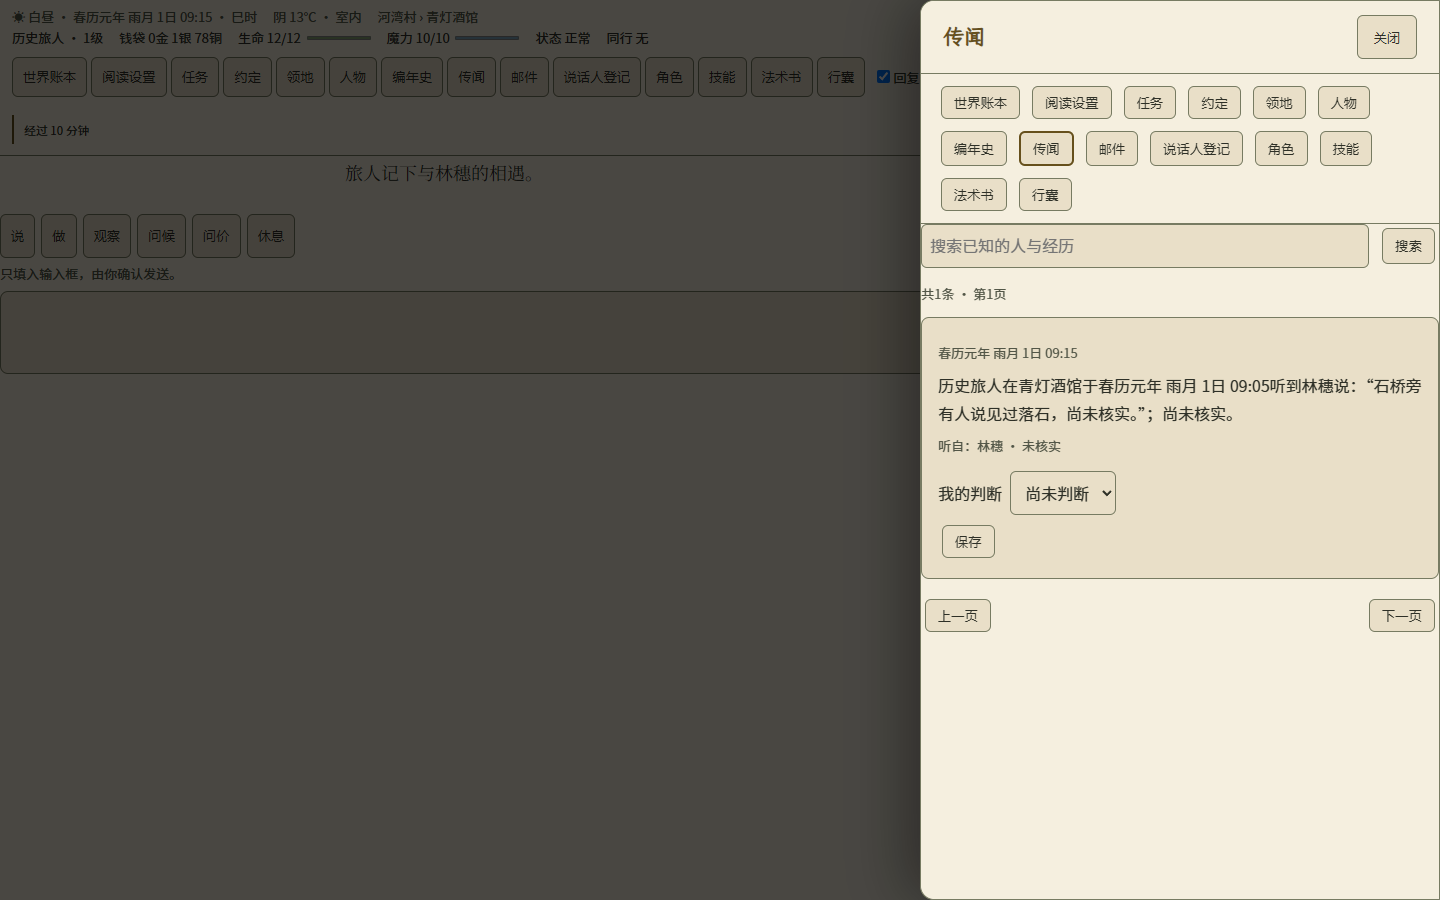 ☀ 白昼 · 春历元年 雨月 1日 09:15 · 巳时 阴 13℃ · 室内 河湾村 › 青灯酒馆
历史旅人 · 1级 钱袋 0金 1银 78铜 生命 12/12 魔力 10/10 状态 正常 同行 无
世界账本 阅读设置 任务 约定 领地 人物 编年史 传闻 邮件 说话人登记 角色 技能 法术书 行囊 回复
经过 10 分钟
旅人记下与林穗的相遇。
说 做 观察 问候 问价 休息
只填入输入框，由你确认发送。
传闻 关闭
世界账本 阅读设置 任务 约定 领地 人物
编年史 传闻 邮件 说话人登记 角色 技能
法术书 行囊
搜索已知的人与经历 搜索
共1条 · 第1页
春历元年 雨月 1日 09:15
历史旅人在青灯酒馆于春历元年 雨月 1日 09:05听到林穗说：“石桥旁
有人说见过落石，尚未核实。”；尚未核实。
听自：林穗 · 未核实
我的判断 尚未判断
保存
上一页 下一页